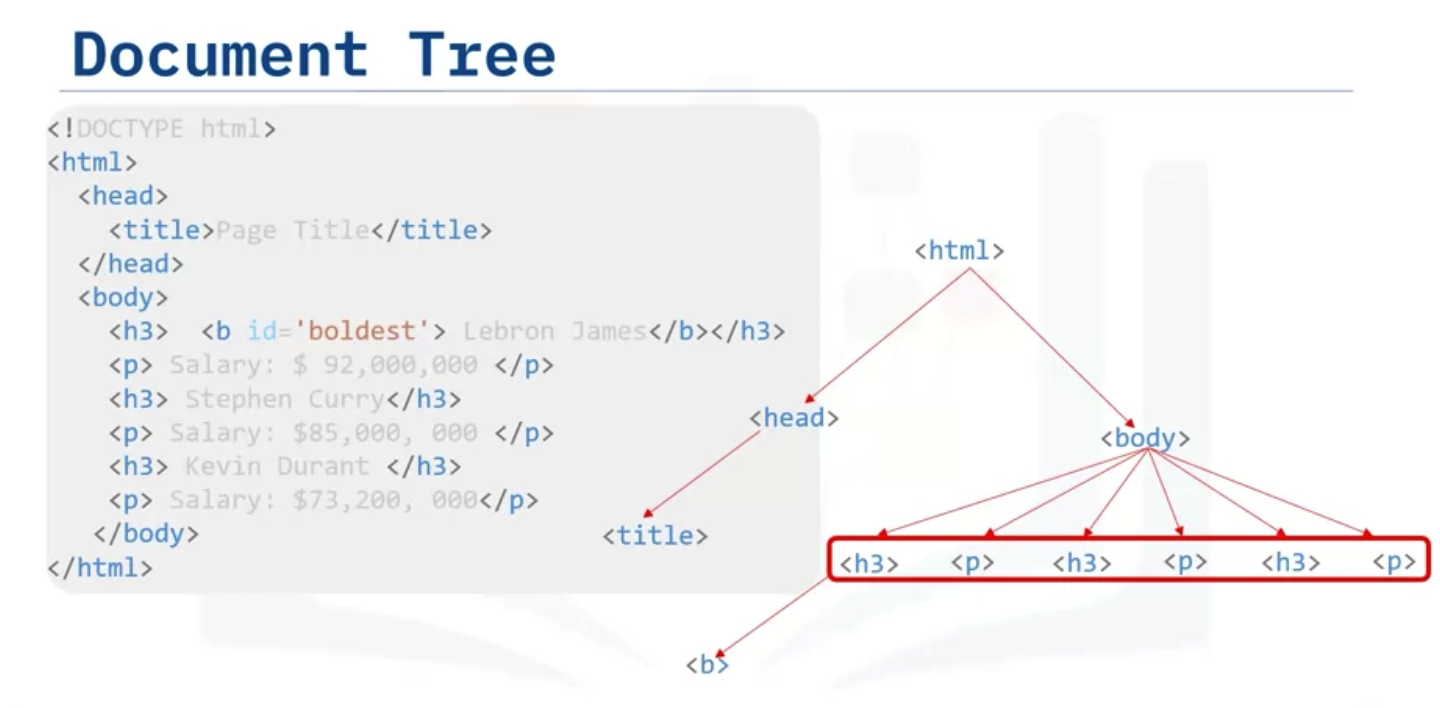 Document Tree
<!DOCTYPE html>
<html>
<head>
<title>Page Title</title>
</head>
<body>
<h3>  <b id='boldest'> Lebron James</b></h3>
<p> Salary: $ 92,000,000 </p>
<h3> Stephen Curry</h3>
<p> Salary: $85,000, 000 </p>
<h3> Kevin Durant </h3>
<p> Salary: $73,200, 000</p>
</body>
</html>
<html>
<head>
<body>
<title>
<h3> <p> <h3> <p> <h3> <p>
<b>